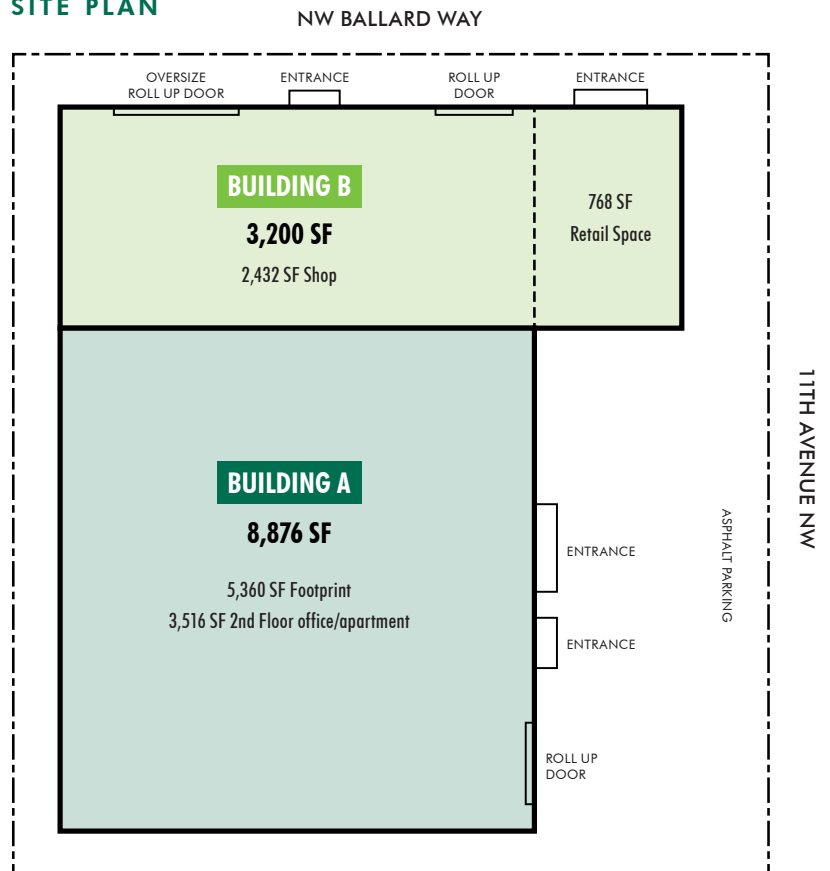 SITE PLAN
NW BALLARD WAY
OVERSIZE
ROLL UP DOOR
ENTRANCE
ROLL UP
DOOR
ENTRANCE
BUILDING B
3,200 SF
2,432 SF Shop
768 SF
Retail Space
BUILDING A
8,876 SF
5,360 SF Footprint
3,516 SF 2nd Floor office/apartment
ENTRANCE
ENTRANCE
ROLL UP
DOOR
ASPHALT PARKING
11TH AVENUE NW